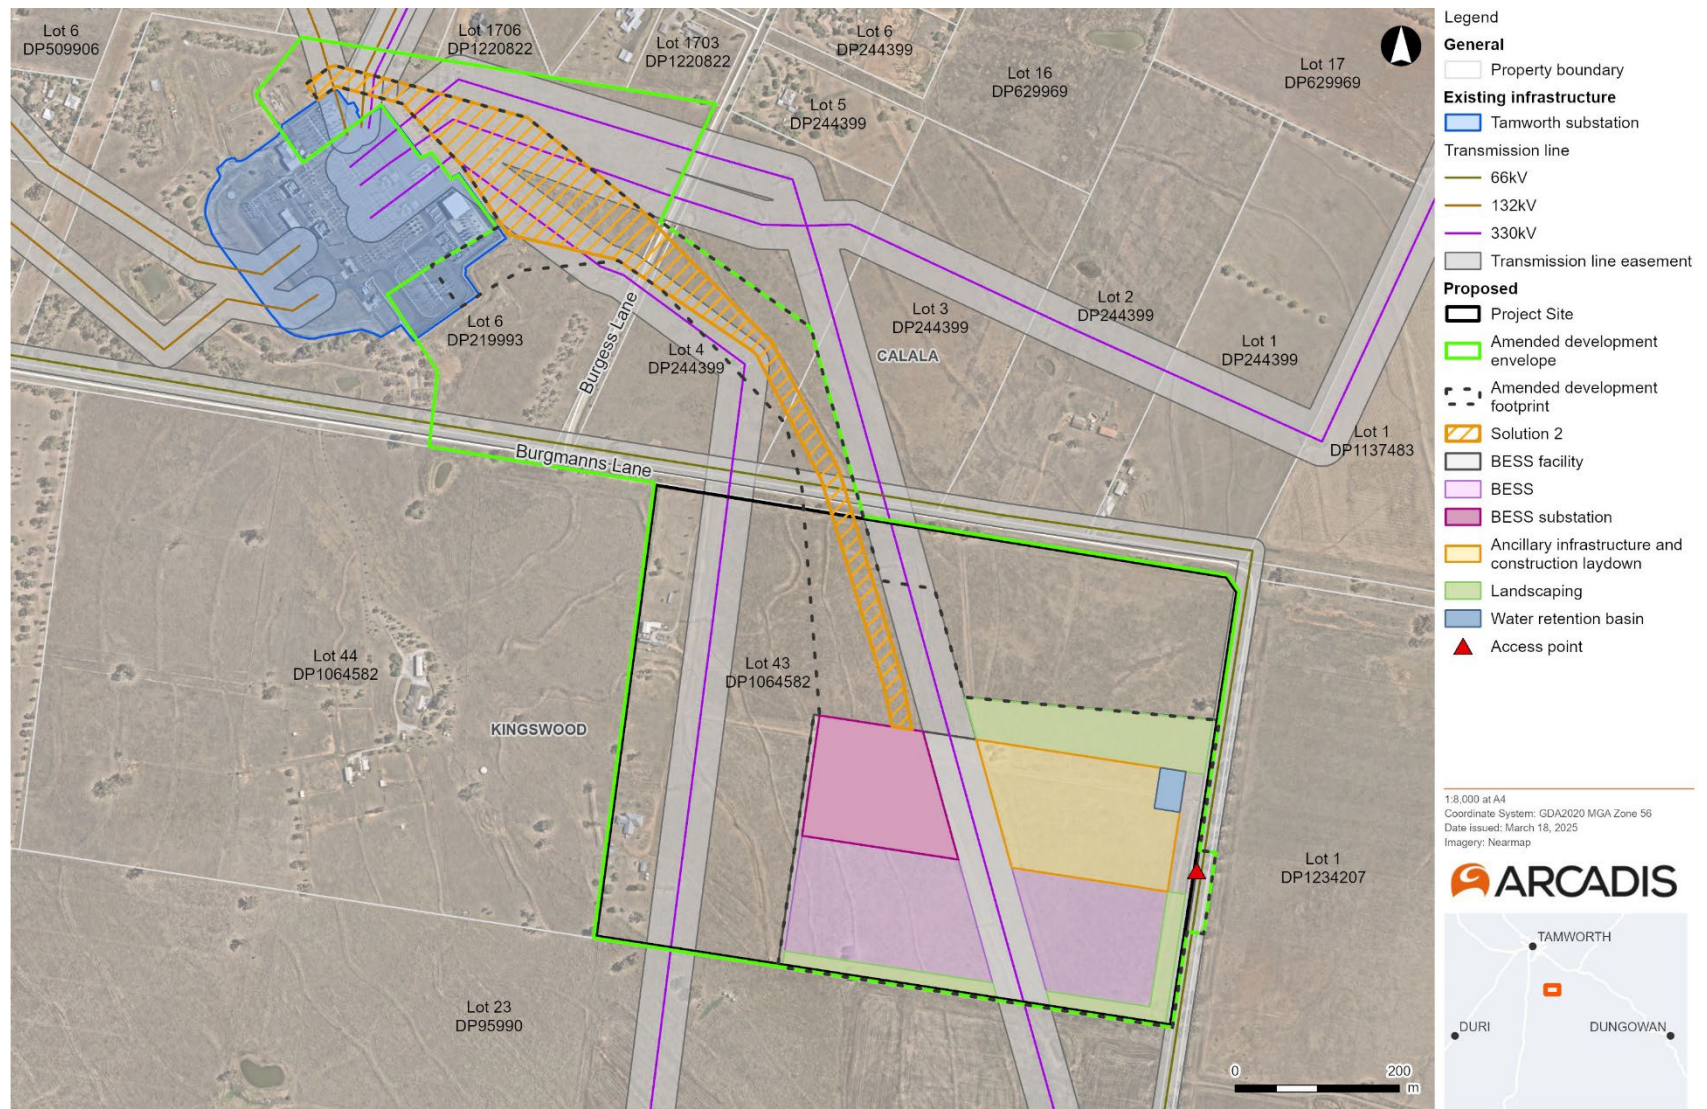 Lot 6
DP509906
Lot 1706
DP1220822
Lot 1703
DP1220822
Lot 6
DP244399
Lot 16
DP629969
Lot 17
DP629969
Lot 5
DP244399
Lot 6
DP219993
Burgess Lane
Lot 4
DP244399
Lot 3
DP244399
CALALA
Lot 2
DP244399
Lot 1
DP244399
Lot 1
DP1137483
Burgmanns Lane
Lot 44
DP1064582
KINGSWOOD
Lot 43
DP1064582
Lot 1
DP1234207
Lot 23
DP95990
0
200
m
Legend
General
Property boundary
Existing infrastructure
Tamworth substation
Transmission line
66kV
132kV
330kV
Transmission line easement
Proposed
Project Site
Amended development
envelope
Amended development
footprint
Solution 2
BESS facility
BESS
BESS substation
Ancillary infrastructure and
construction laydown
Landscaping
Water retention basin
Access point
1:8,000 at A4
Coordinate System: GDA2020 MGA Zone 56
Date issued: March 18, 2025
Imagery: Nearmap
ARCADIS
TAMWORTH
DURI
DUNGOWAN